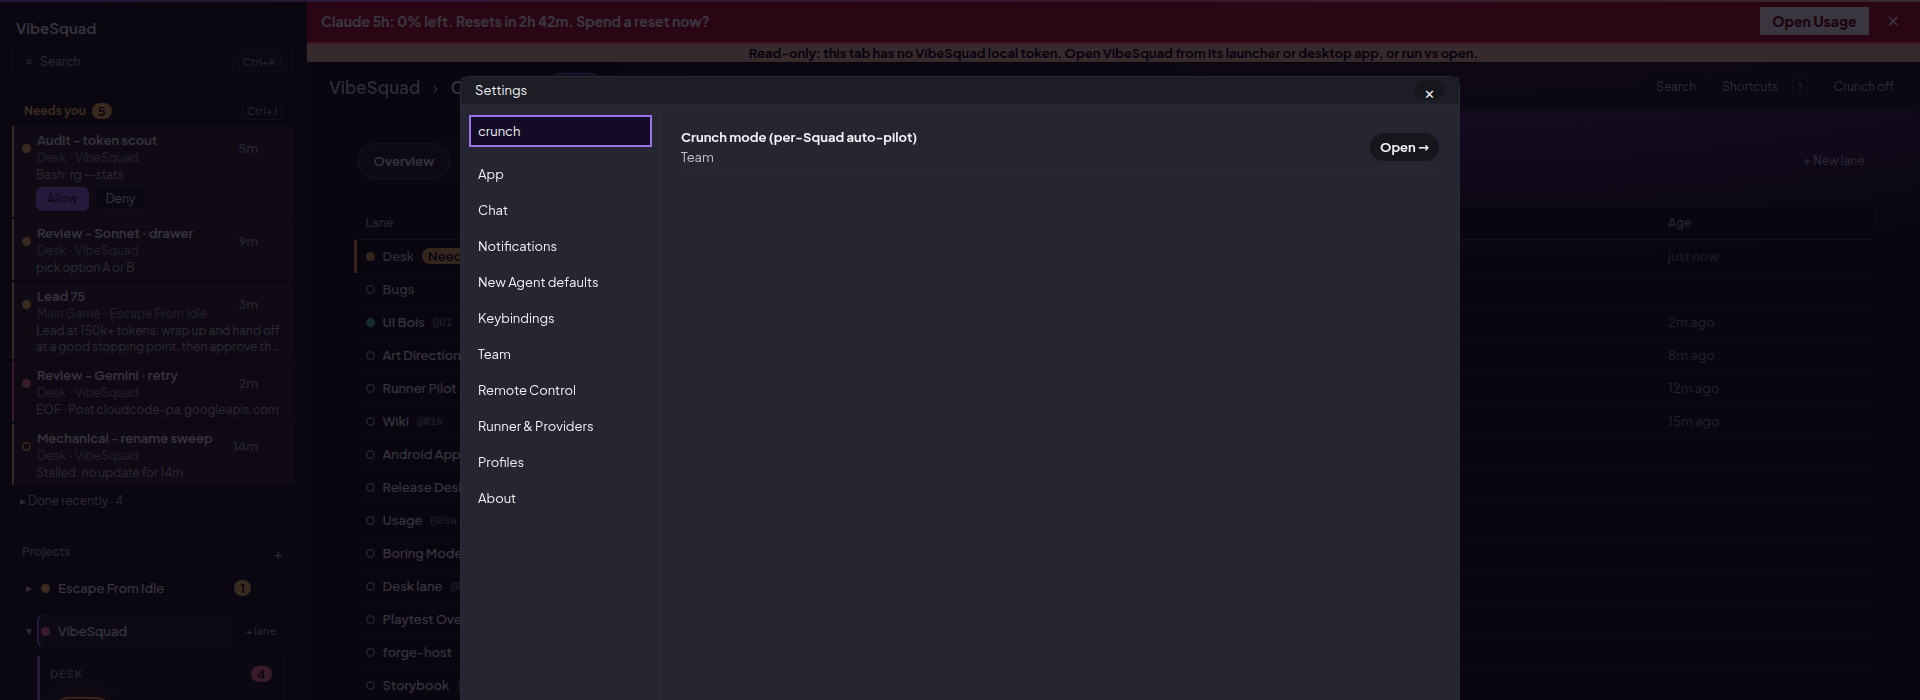 VibeSquad
Search
Ctrl+K
Needs you 5
Ctrl+J
Audit - token scout
5m
Desk · VibeSquad
Bash: rg --stats
Allow
Deny
Review - Sonnet · drawer
9m
Desk · VibeSquad
pick option A or B
Lead 75
3m
Main Game · Escape From Idle
Lead at 150k+ tokens: wrap up and hand off
at a good stopping point, then approve th…
Review - Gemini · retry
2m
Desk · VibeSquad
EOF · Post cloudcode-pa.googleapis.com
Mechanical - rename sweep
14m
Desk · VibeSquad
Stalled: no update for 14m
▸ Done recently · 4
Projects
+
▸ Escape From Idle 1
▾ VibeSquad
+ lane
DESK 4
Claude 5h: 0% left. Resets in 2h 42m. Spend a reset now?
Open Usage
×
Read-only: this tab has no VibeSquad local token. Open VibeSquad from its launcher or desktop app, or run vs open.
VibeSquad ›
Search
Shortcuts ?
Crunch off
Overview
+ New lane
Lane
Age
Desk
just now
Bugs
UI Bois @UI
2m ago
Art Direction
8m ago
Runner Pilot
12m ago
Wiki @Wik
15m ago
Android App
Release Desk
Usage @Usa
Boring Mode
Desk lane
Playtest Ove
forge-host
Storybook
Settings
×
crunch
App
Chat
Notifications
New Agent defaults
Keybindings
Team
Remote Control
Runner & Providers
Profiles
About
Crunch mode (per-Squad auto-pilot)
Team
Open →